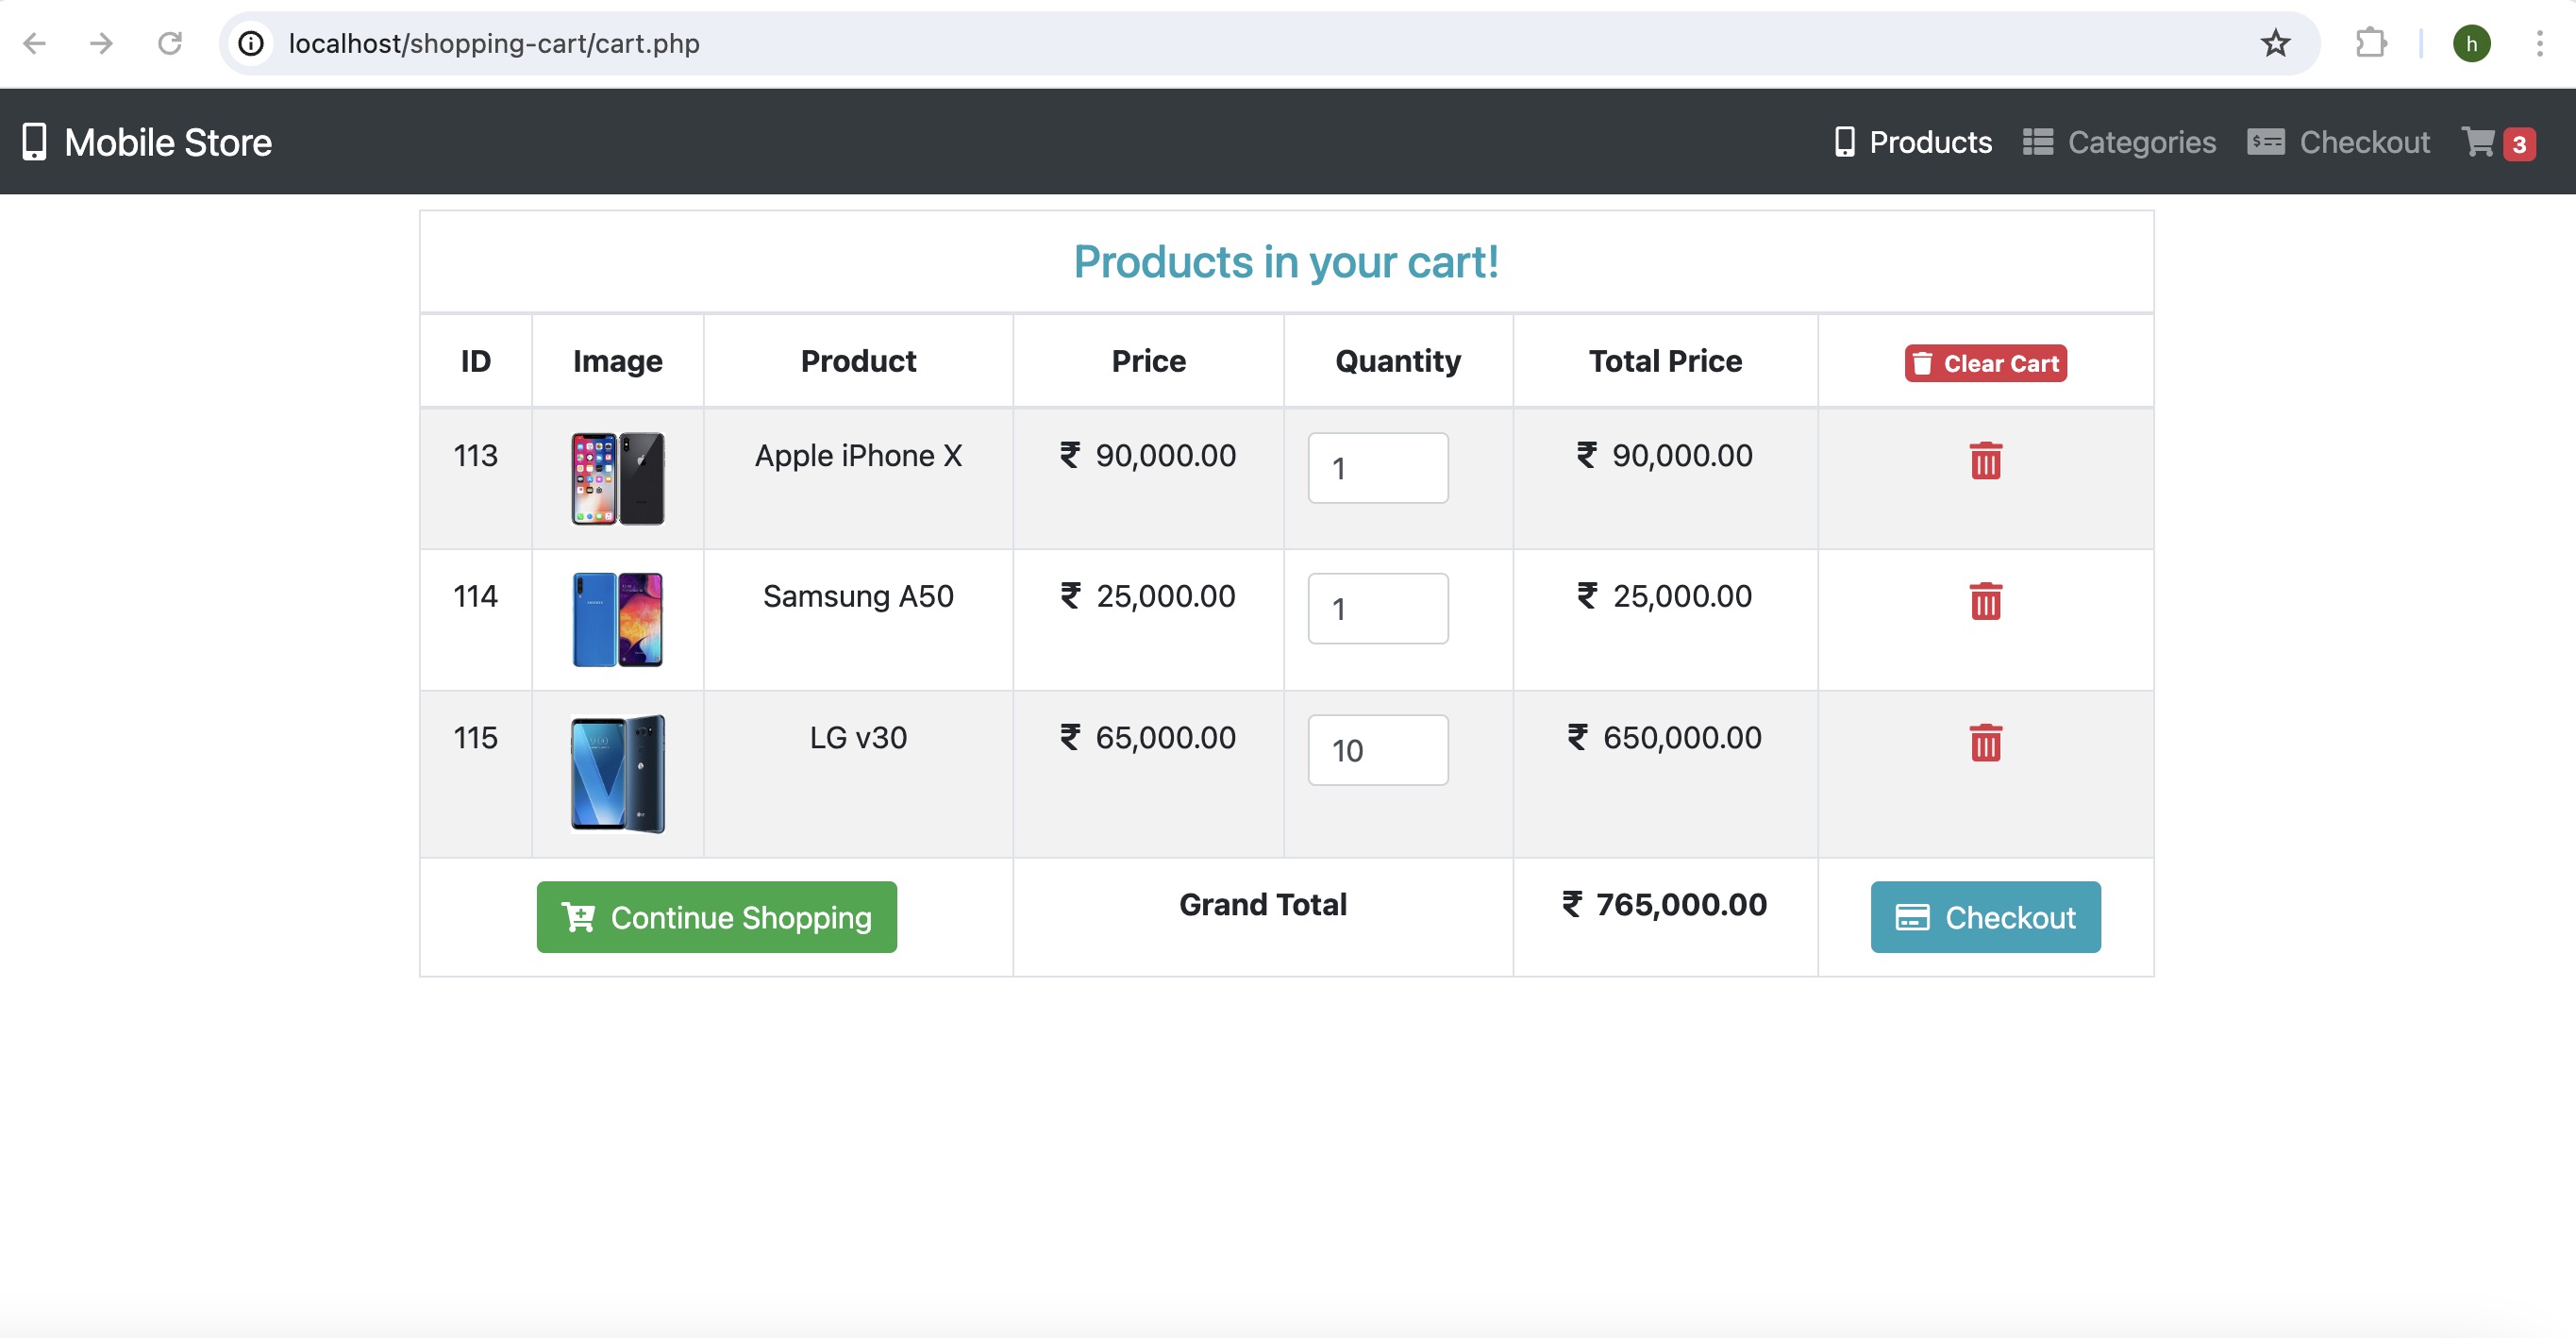 localhost/shopping-cart/cart.php
h
Mobile Store
Products
Categories
Checkout
3
Products in your cart!
ID Image Product Price Quantity Total Price Clear Cart
113 Apple iPhone X ₹ 90,000.00 1 ₹ 90,000.00
114 Samsung A50 ₹ 25,000.00 1 ₹ 25,000.00
115 LG v30 ₹ 65,000.00 10 ₹ 650,000.00
Continue Shopping Grand Total ₹ 765,000.00 Checkout